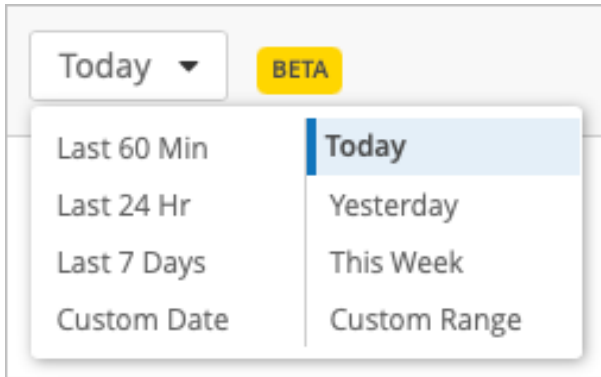 Today
BETA
Last 60 Min
Last 24 Hr
Last 7 Days
Custom Date
Today
Yesterday
This Week
Custom Range